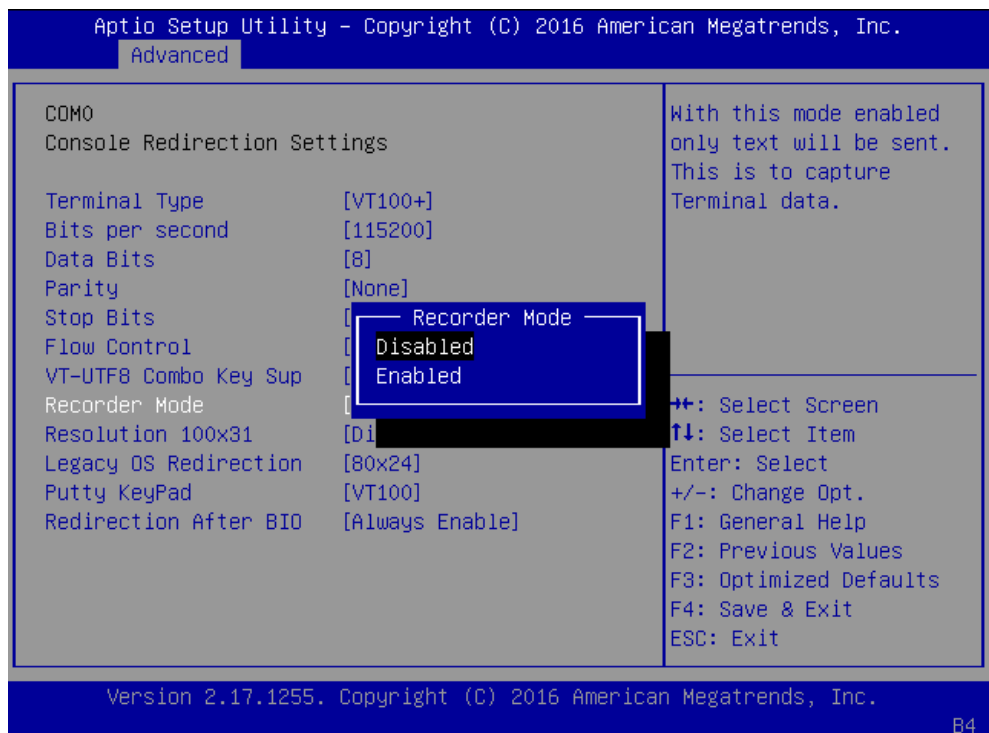 Aptio Setup Utility – Copyright (C) 2016 American Megatrends, Inc.
Advanced
COM0
Console Redirection Settings
Terminal Type [VT100+]
Bits per second [115200]
Data Bits [8]
Parity [None]
Stop Bits [
Flow Control [
VT-UTF8 Combo Key Sup [
Recorder Mode [
Resolution 100x31 [Di
Legacy OS Redirection [80x24]
Putty KeyPad [VT100]
Redirection After BIO [Always Enable]
Recorder Mode
Disabled
Enabled
With this mode enabled
only text will be sent.
This is to capture
Terminal data.
→←: Select Screen
↑↓: Select Item
Enter: Select
+/-: Change Opt.
F1: General Help
F2: Previous Values
F3: Optimized Defaults
F4: Save & Exit
ESC: Exit
Version 2.17.1255. Copyright (C) 2016 American Megatrends, Inc.
B4